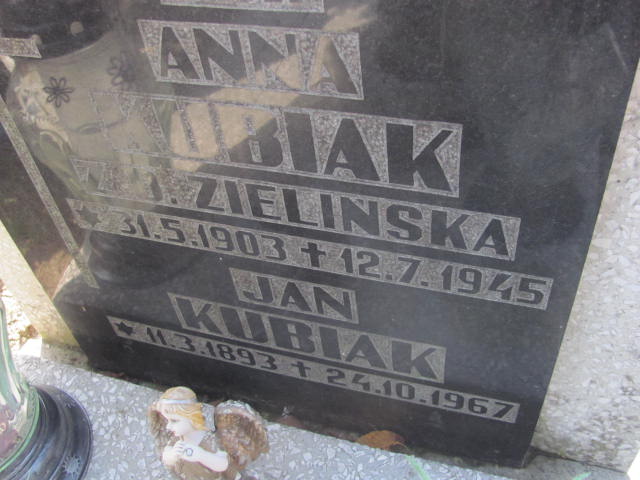 ANNA
KUBIAK
Z D. ZIELIŃSKA
★ 31.5.1903 ✝ 12.7.1945
JAN
KUBIAK
★ 11.3.1893 ✝ 24.10.1967